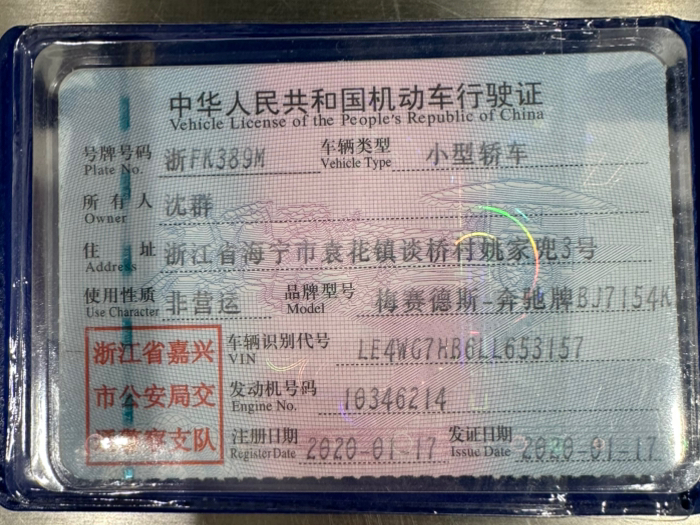 中华人民共和国机动车行驶证
Vehicle License of the People's Republic of China
号牌号码 浙FK389M 车辆类型 小型轿车
Plate No. Vehicle Type
所有人 沈群
Owner
住址 浙江省海宁市袁花镇谈桥村姚家兜3号
Address
使用性质 非营运 品牌型号 梅赛德斯-奔驰牌BJ7154K
Use Character Model
浙江省嘉兴 车辆识别代号 LE4WG7HB6LL653157
VIN
市公安局交 发动机号码 10346214
Engine No.
通警察支队 注册日期 2020-01-17 发证日期 2020-01-17
Register Date Issue Date